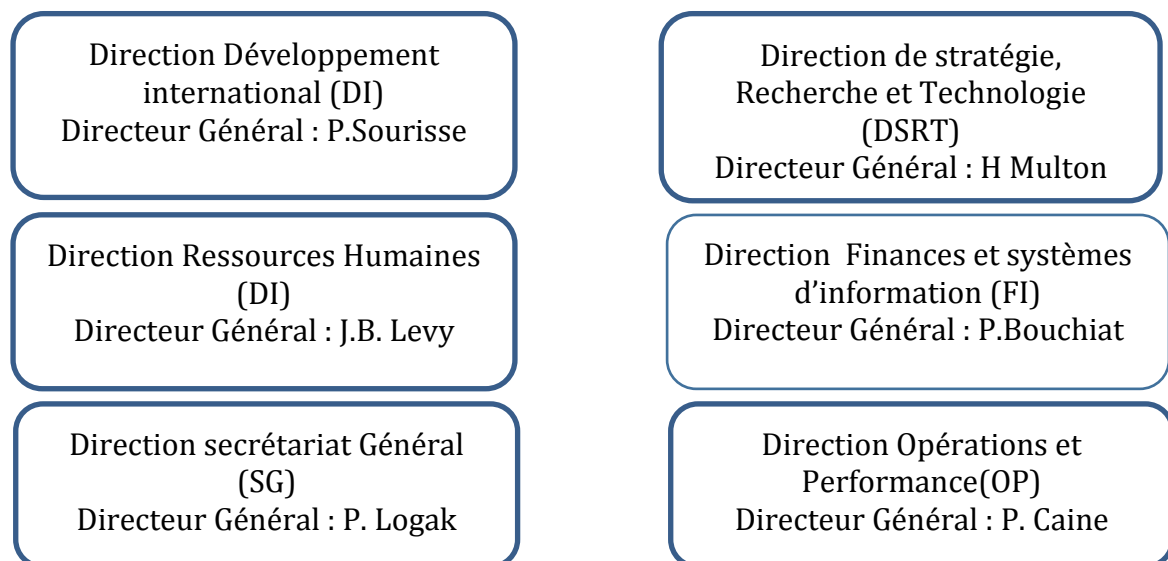 Direction Développement
international (DI)
Directeur Général : P.Sourisse
Direction de stratégie,
Recherche et Technologie
(DSRT)
Directeur Général : H Multon
Direction Ressources Humaines
(DI)
Directeur Général : J.B. Levy
Direction  Finances et systèmes
d’information (FI)
Directeur Général : P.Bouchiat
Direction secrétariat Général
(SG)
Directeur Général : P. Logak
Direction Opérations et
Performance(OP)
Directeur Général : P. Caine